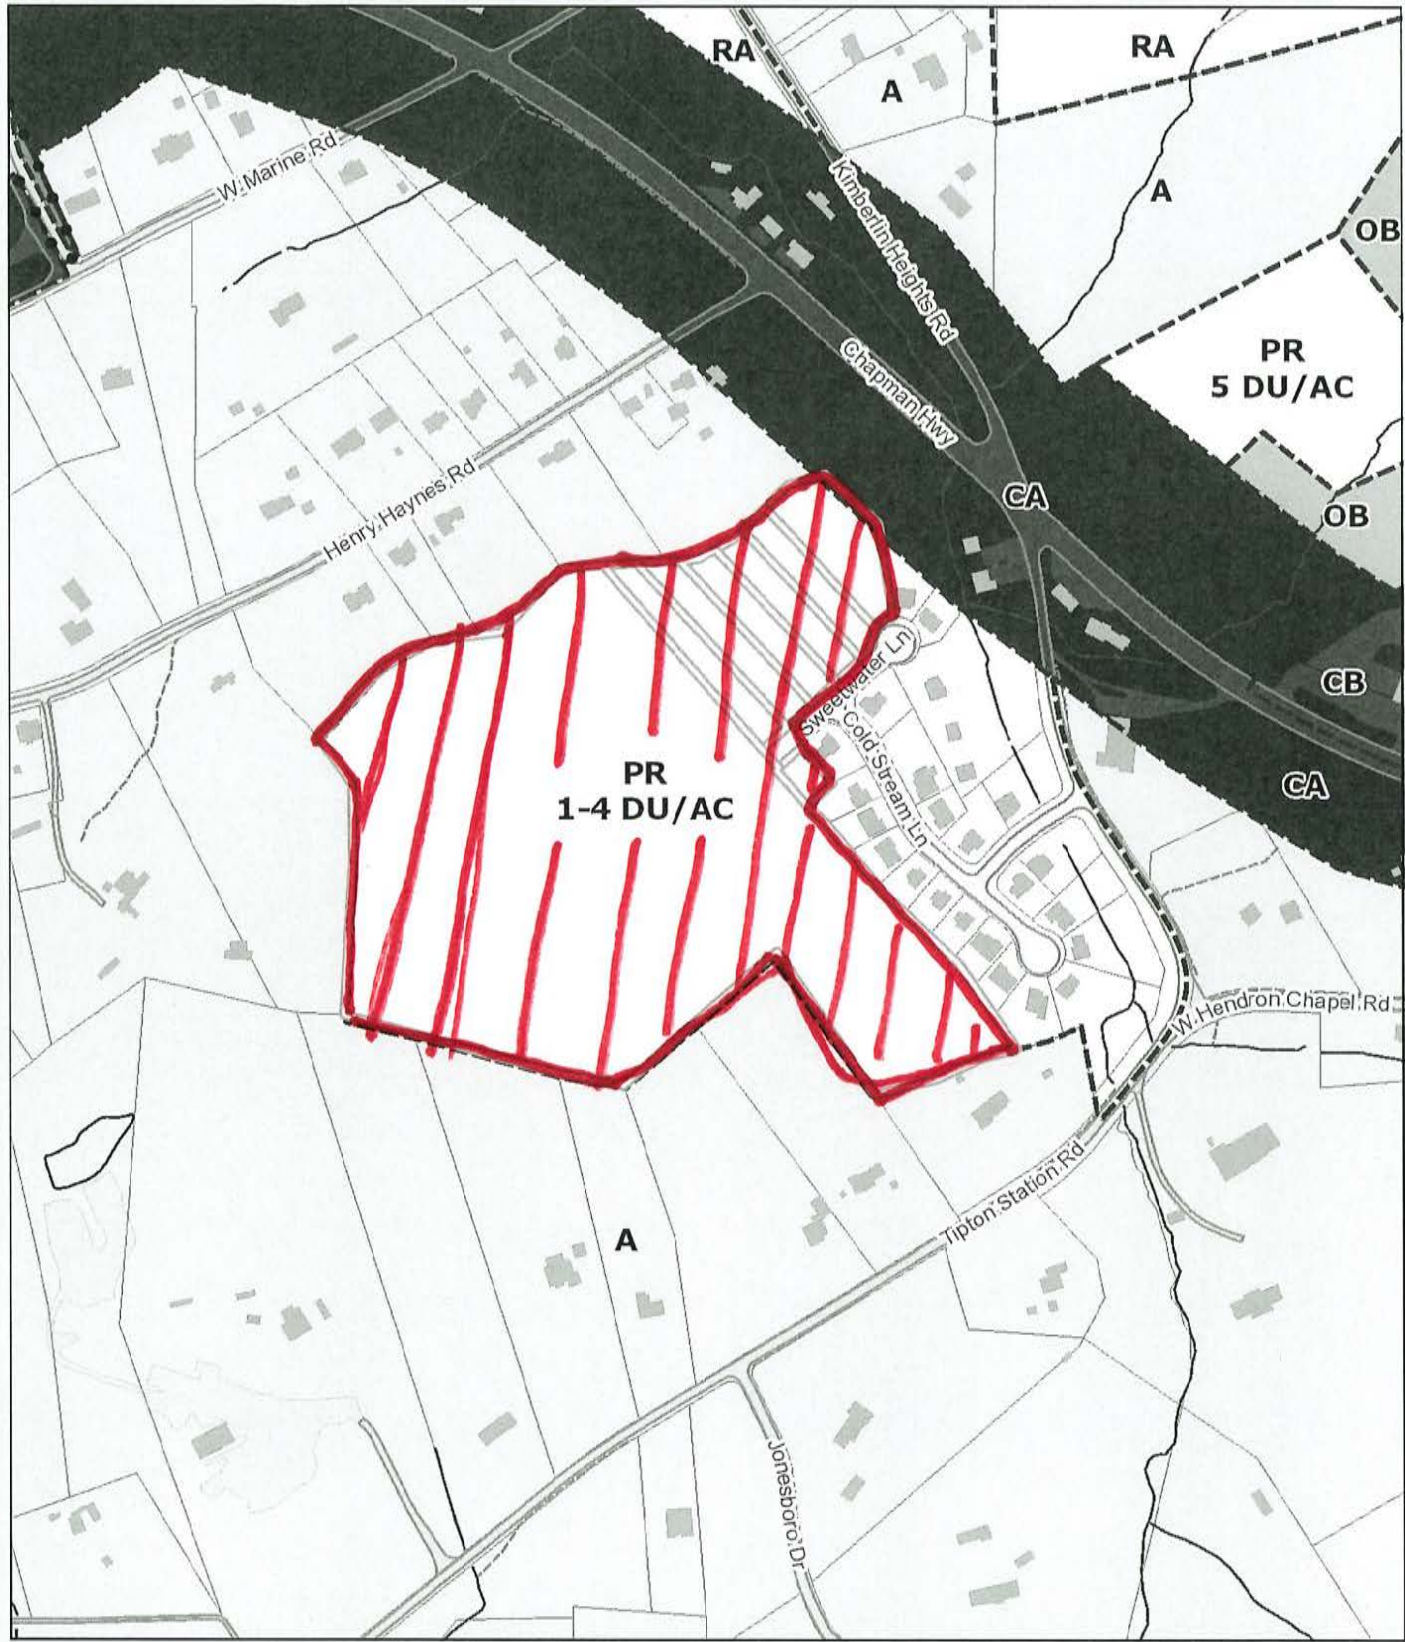 RA
RA
A
W Marine Rd
Kimberlin Heights Rd
A
OB
PR
5 DU/AC
Chapman Hwy
Henry Haynes Rd
CA
OB
Sweetwater Ln
CB
Cold Stream Ln
PR
1-4 DU/AC
CA
W Hendron Chapel Rd
Tipton Station Rd
A
Jonesboro Dr